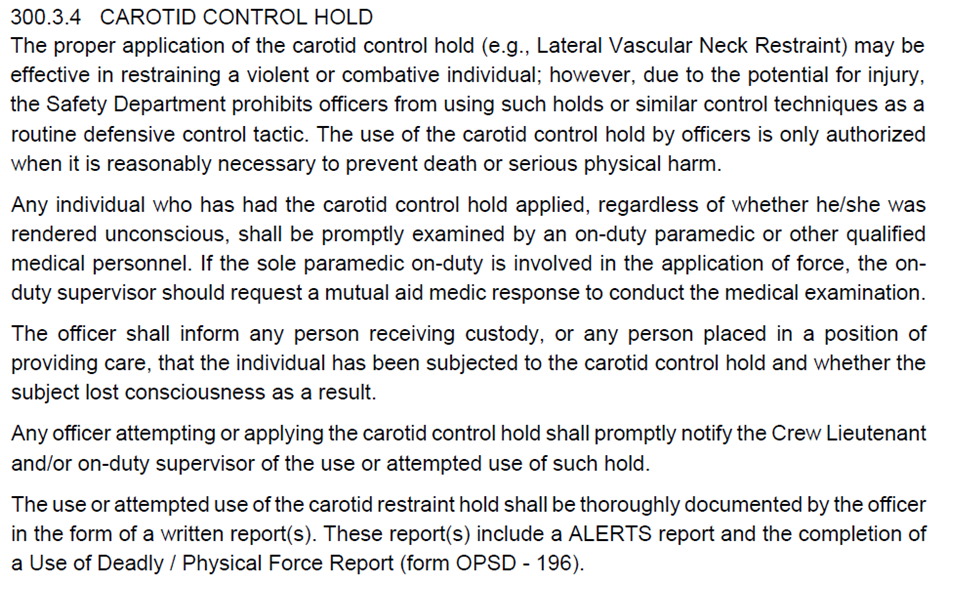 300.3.4 CAROTID CONTROL HOLD
The proper application of the carotid control hold (e.g., Lateral Vascular Neck Restraint) may be
effective in restraining a violent or combative individual; however, due to the potential for injury,
the Safety Department prohibits officers from using such holds or similar control techniques as a
routine defensive control tactic. The use of the carotid control hold by officers is only authorized
when it is reasonably necessary to prevent death or serious physical harm.
Any individual who has had the carotid control hold applied, regardless of whether he/she was
rendered unconscious, shall be promptly examined by an on-duty paramedic or other qualified
medical personnel. If the sole paramedic on-duty is involved in the application of force, the on-
duty supervisor should request a mutual aid medic response to conduct the medical examination.
The officer shall inform any person receiving custody, or any person placed in a position of
providing care, that the individual has been subjected to the carotid control hold and whether the
subject lost consciousness as a result.
Any officer attempting or applying the carotid control hold shall promptly notify the Crew Lieutenant
and/or on-duty supervisor of the use or attempted use of such hold.
The use or attempted use of the carotid restraint hold shall be thoroughly documented by the officer
in the form of a written report(s). These report(s) include a ALERTS report and the completion of
a Use of Deadly / Physical Force Report (form OPSD - 196).